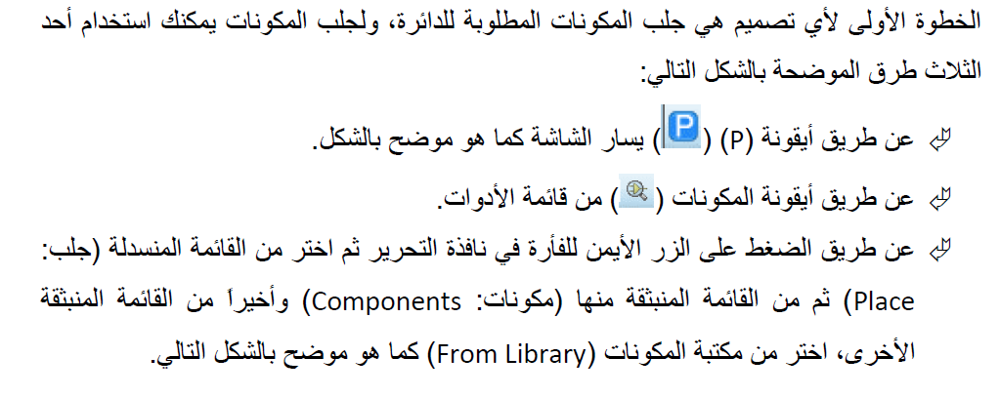 الخطوة الأولى لأي تصميم هي جلب المكونات المطلوبة للدائرة، ولجلب المكونات يمكنك استخدام أحد
الثلاث طرق الموضحة بالشكل التالي:
عن طريق أيقونة (P) (P) يسار الشاشة كما هو موضح بالشكل.
عن طريق أيقونة المكونات () من قائمة الأدوات.
عن طريق الضغط على الزر الأيمن للفأرة في نافذة التحرير ثم اختر من القائمة المنسدلة (جلب:
Place) ثم من القائمة المنبثقة منها (مكونات: Components) وأخيراً من القائمة المنبثقة
الأخرى، اختر من مكتبة المكونات (From Library) كما هو موضح بالشكل التالي.